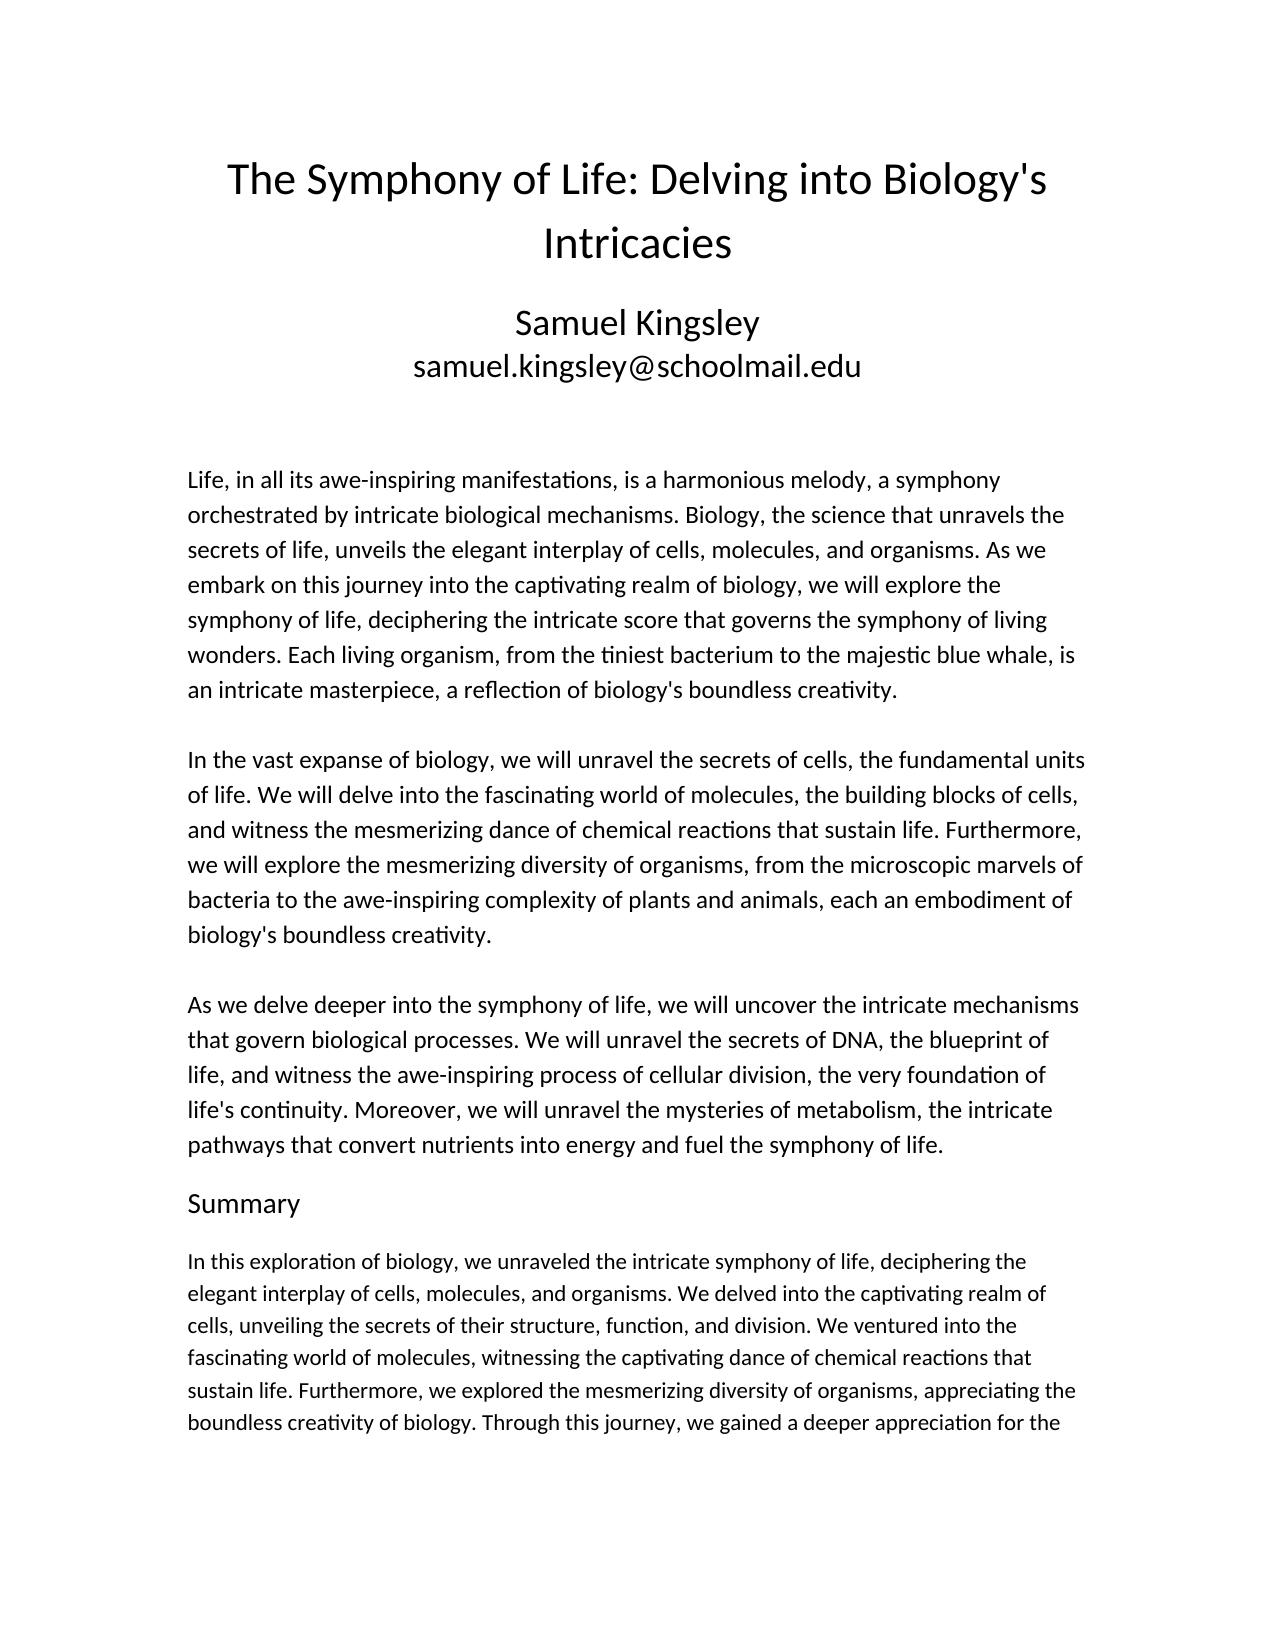 The Symphony of Life: Delving into Biology's
Intricacies
Samuel Kingsley
samuel.kingsley@schoolmail.edu
Life, in all its awe-inspiring manifestations, is a harmonious melody, a symphony
orchestrated by intricate biological mechanisms. Biology, the science that unravels the
secrets of life, unveils the elegant interplay of cells, molecules, and organisms. As we
embark on this journey into the captivating realm of biology, we will explore the
symphony of life, deciphering the intricate score that governs the symphony of living
wonders. Each living organism, from the tiniest bacterium to the majestic blue whale, is
an intricate masterpiece, a reflection of biology's boundless creativity.
In the vast expanse of biology, we will unravel the secrets of cells, the fundamental units
of life. We will delve into the fascinating world of molecules, the building blocks of cells,
and witness the mesmerizing dance of chemical reactions that sustain life. Furthermore,
we will explore the mesmerizing diversity of organisms, from the microscopic marvels of
bacteria to the awe-inspiring complexity of plants and animals, each an embodiment of
biology's boundless creativity.
As we delve deeper into the symphony of life, we will uncover the intricate mechanisms
that govern biological processes. We will unravel the secrets of DNA, the blueprint of
life, and witness the awe-inspiring process of cellular division, the very foundation of
life's continuity. Moreover, we will unravel the mysteries of metabolism, the intricate
pathways that convert nutrients into energy and fuel the symphony of life.
Summary
In this exploration of biology, we unraveled the intricate symphony of life, deciphering the
elegant interplay of cells, molecules, and organisms. We delved into the captivating realm of
cells, unveiling the secrets of their structure, function, and division. We ventured into the
fascinating world of molecules, witnessing the captivating dance of chemical reactions that
sustain life. Furthermore, we explored the mesmerizing diversity of organisms, appreciating the
boundless creativity of biology. Through this journey, we gained a deeper appreciation for the